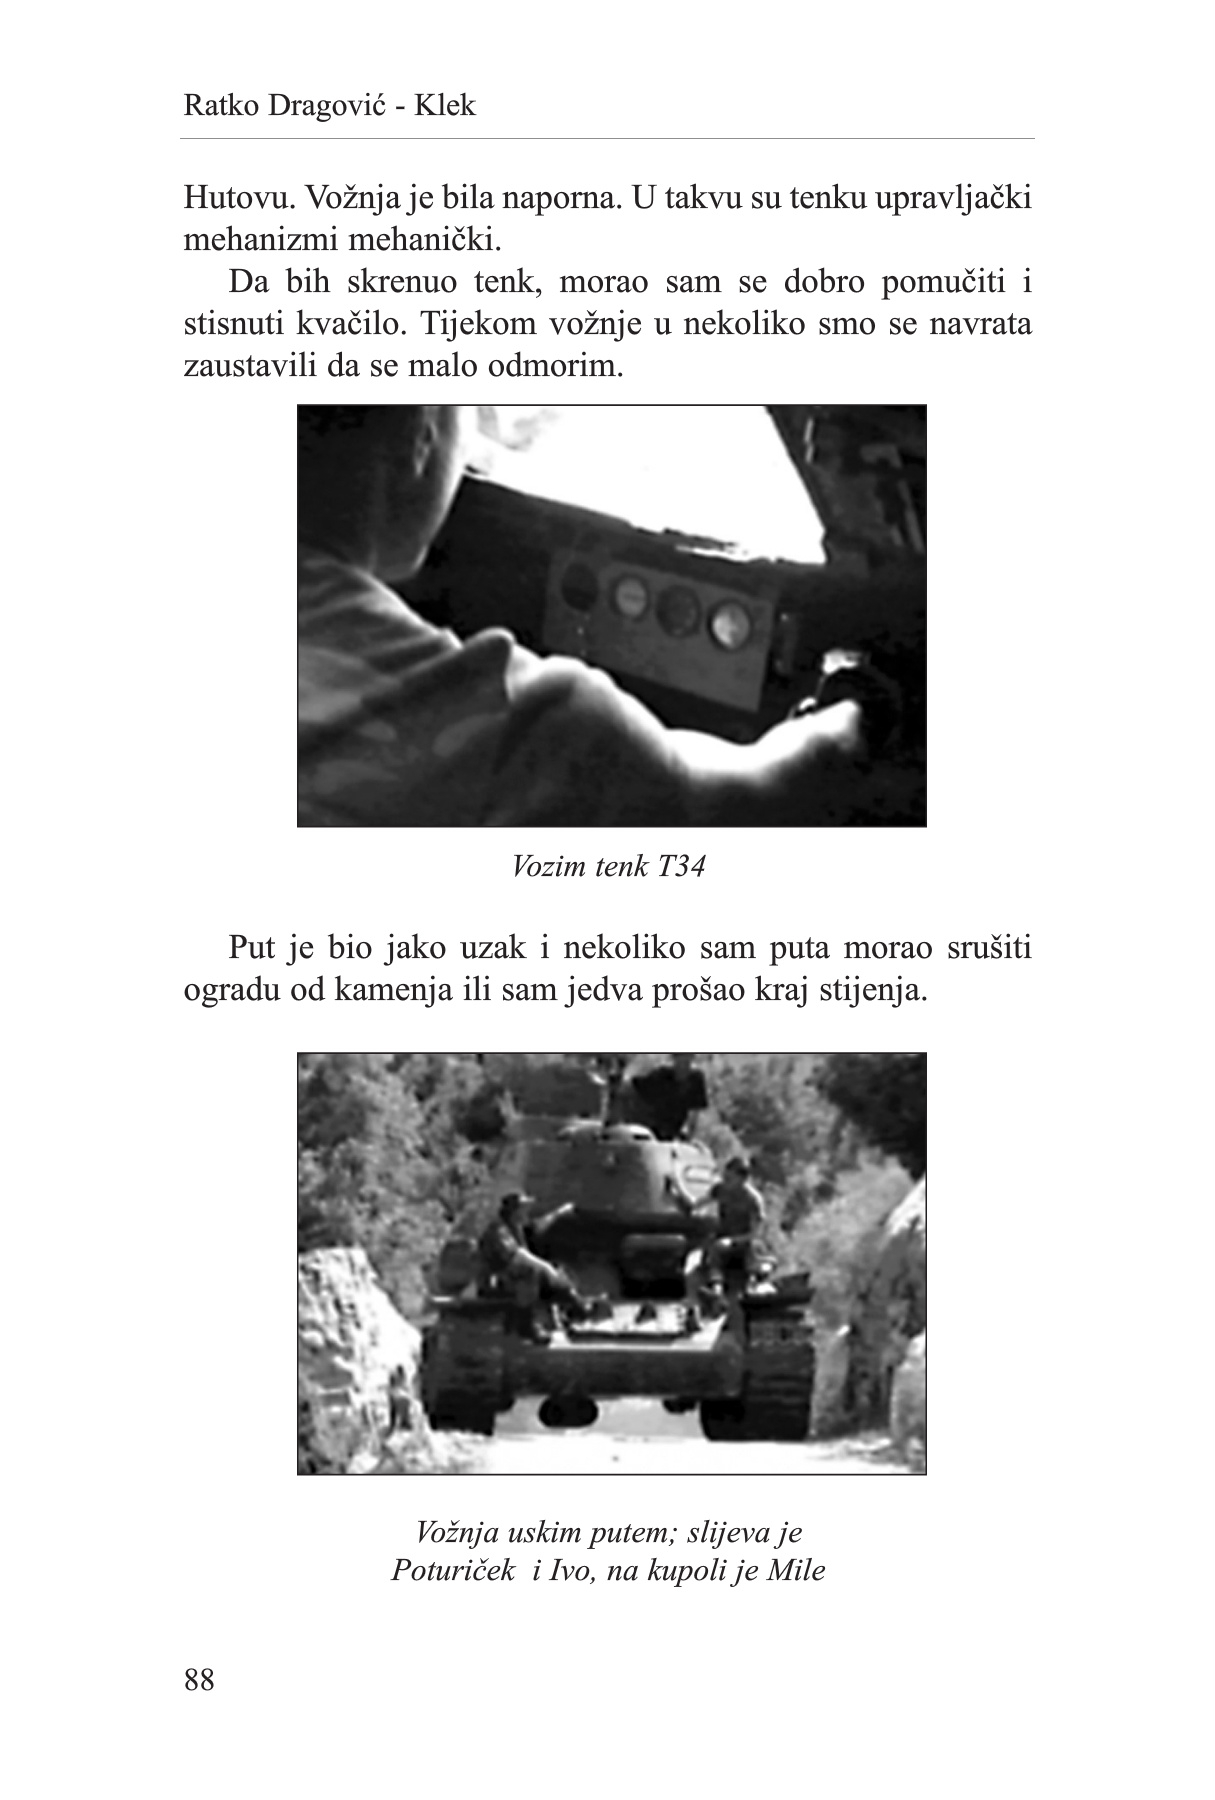 Ratko Dragović - Klek
Hutovu. Vožnja je bila naporna. U takvu su tenku upravljački
mehanizmi mehanički.
Da bih skrenuo tenk, morao sam se dobro pomučiti i
stisnuti kvačilo. Tijekom vožnje u nekoliko smo se navrata
zaustavili da se malo odmorim.
Vozim tenk T34
Put je bio jako uzak i nekoliko sam puta morao srušiti
ogradu od kamenja ili sam jedva prošao kraj stijenja.
Vožnja uskim putem; slijeva je
Poturiček  i Ivo, na kupoli je Mile
88